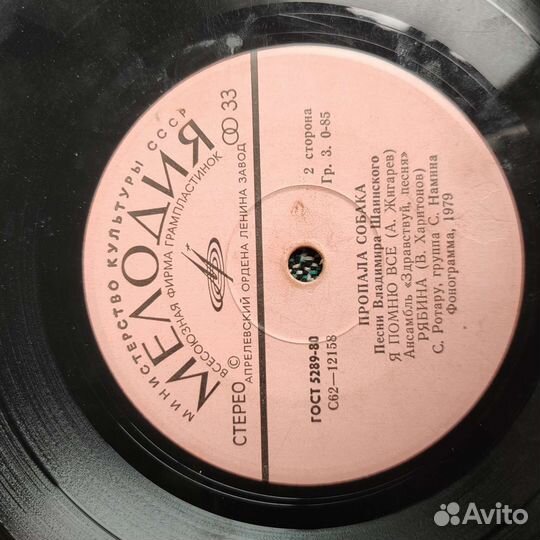 МИНИСТЕРСТВО КУЛЬТУРЫ СССР
МЕЛОДИЯ
ВСЕСОЮЗНАЯ ФИРМА ГРАМПЛАСТИНОК
СТЕРЕО 33
© АПРЕЛЕВСКИЙ ОРДЕНА ЛЕНИНА ЗАВОД
ГОСТ 5289-80
С62—12158
2 сторона
Гр. 3. 0-85
ПРОПАЛА СОБАКА
Песни Владимира Шаинского
Я ПОМНЮ ВСЕ (А. Жигарев)
Ансамбль «Здравствуй, песня»
РЯБИНА (В. Харитонов)
С. Ротару, группа С. Намина
Фонограмма, 1979
Avito